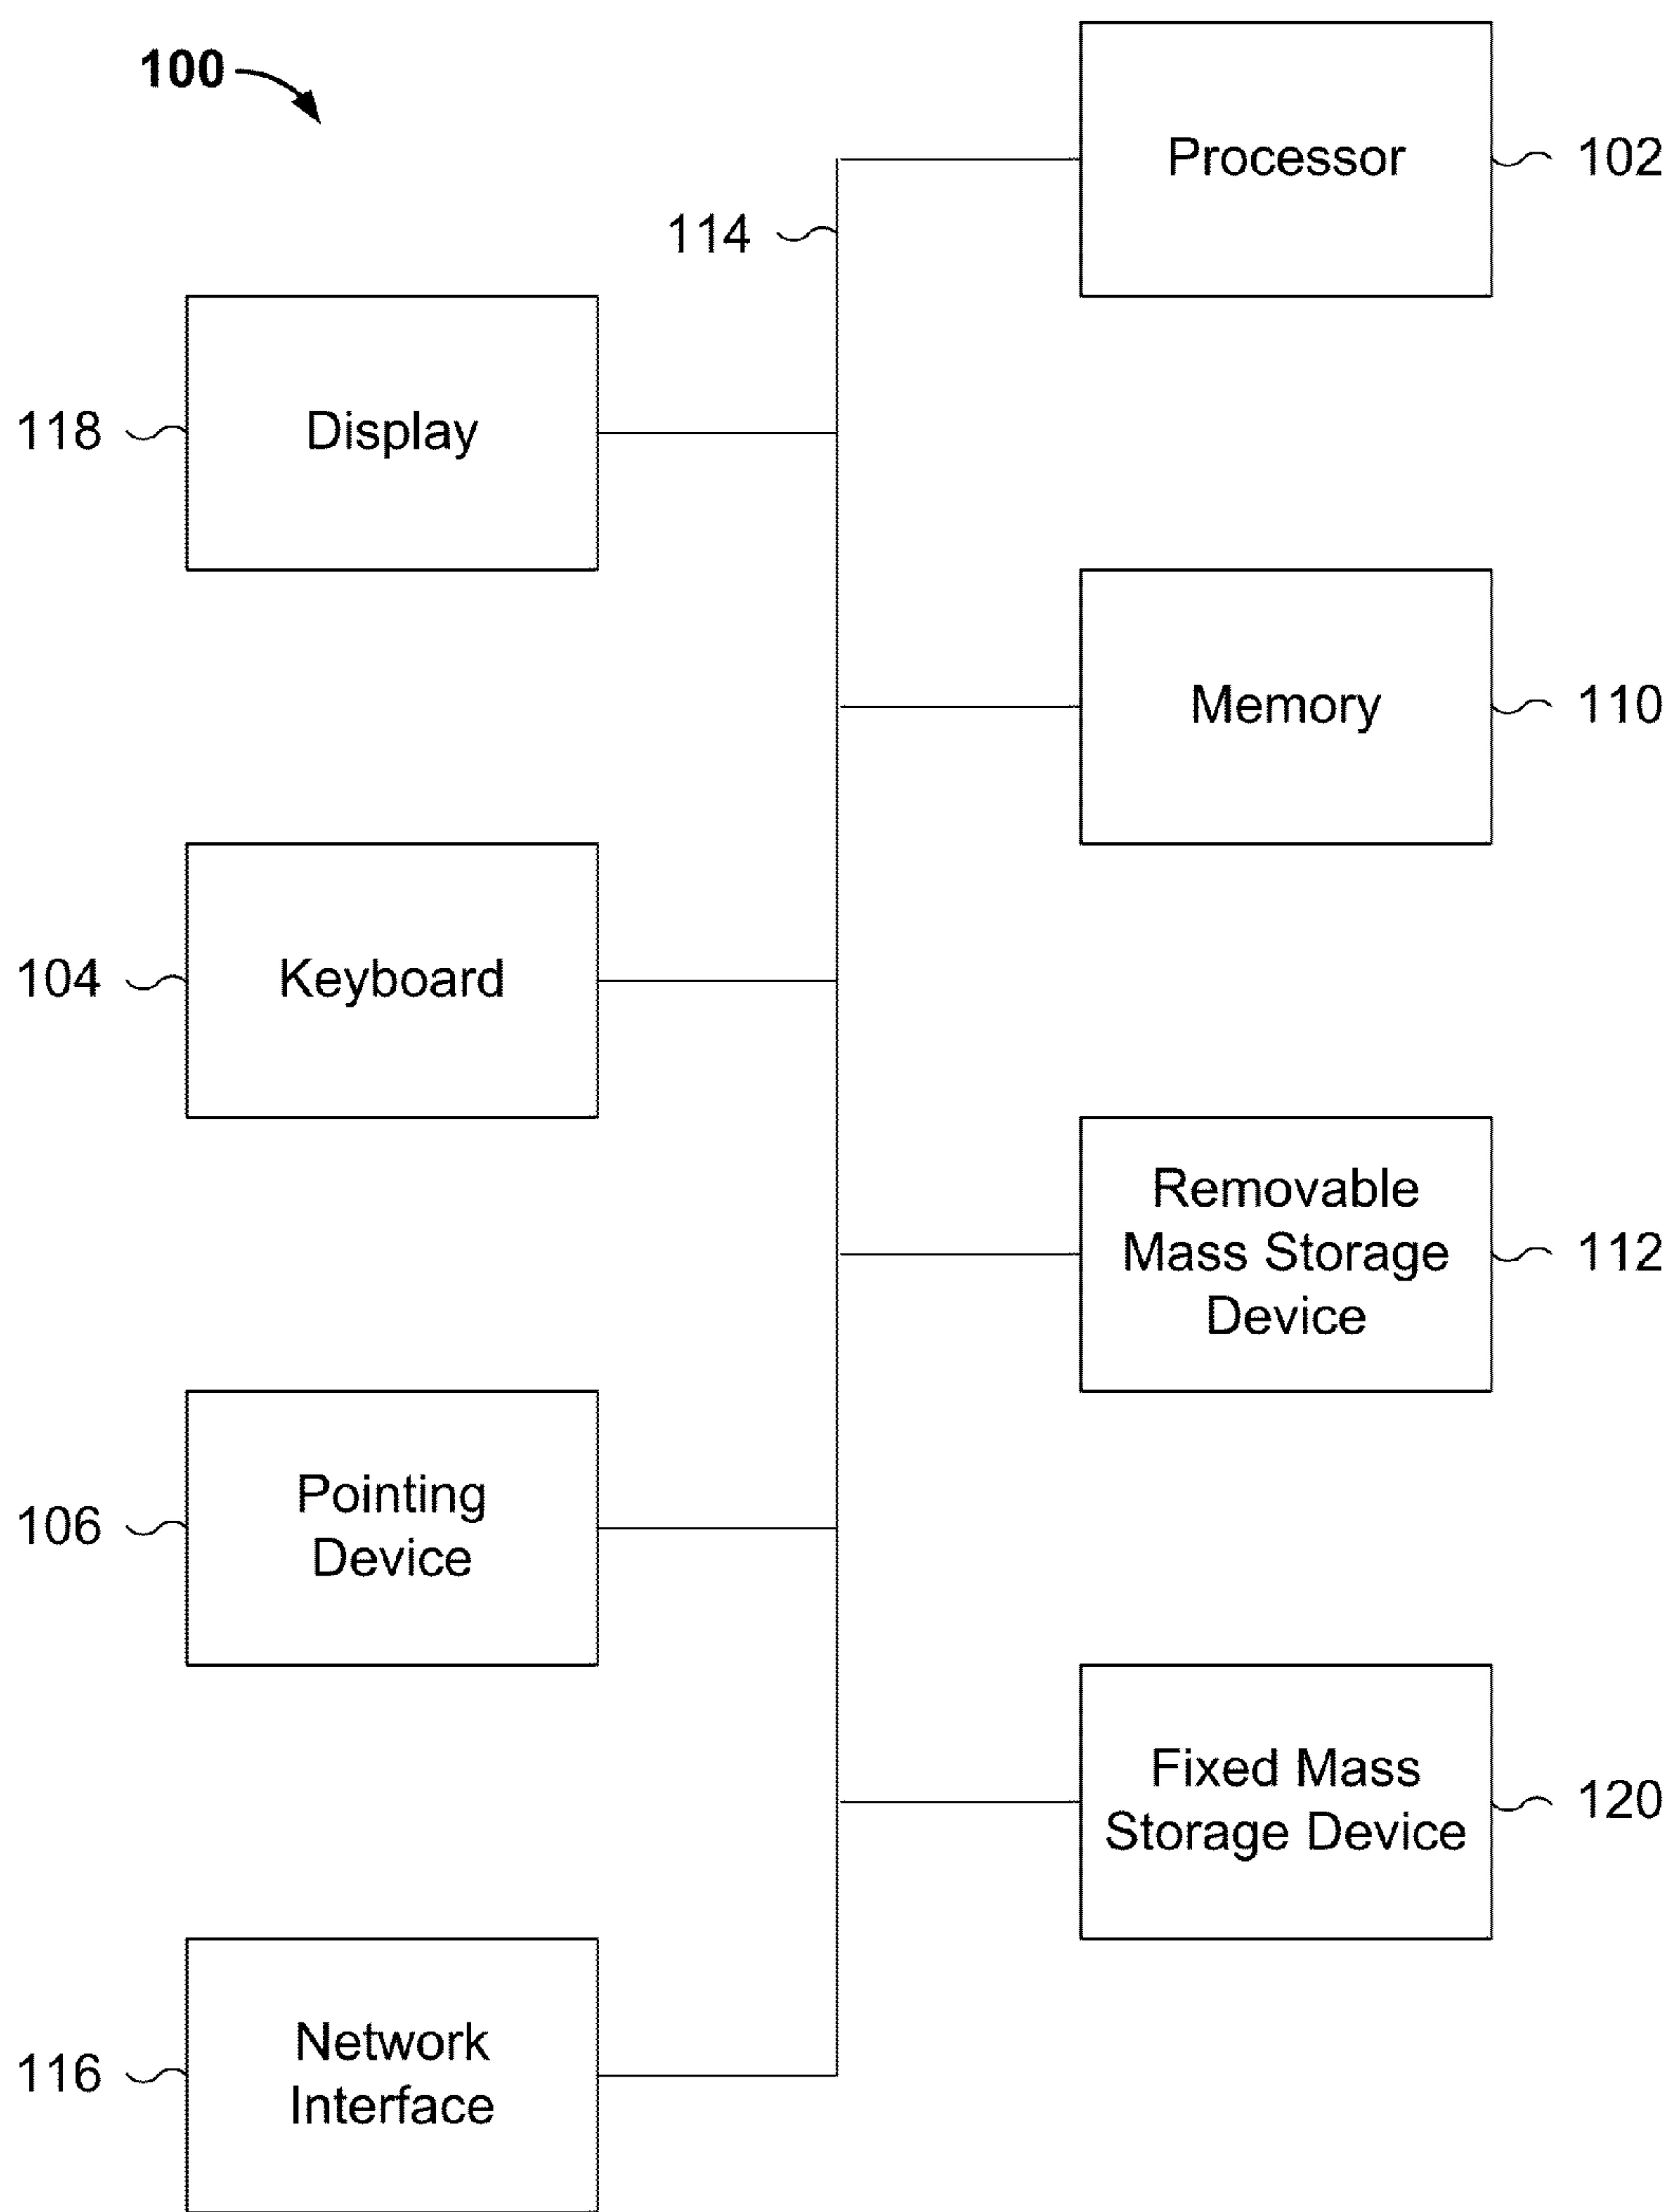 100
Processor
102
114
118
Display
Memory
110
104
Keyboard
Removable
Mass Storage
Device
112
106
Pointing
Device
Fixed Mass
Storage Device
120
116
Network
Interface